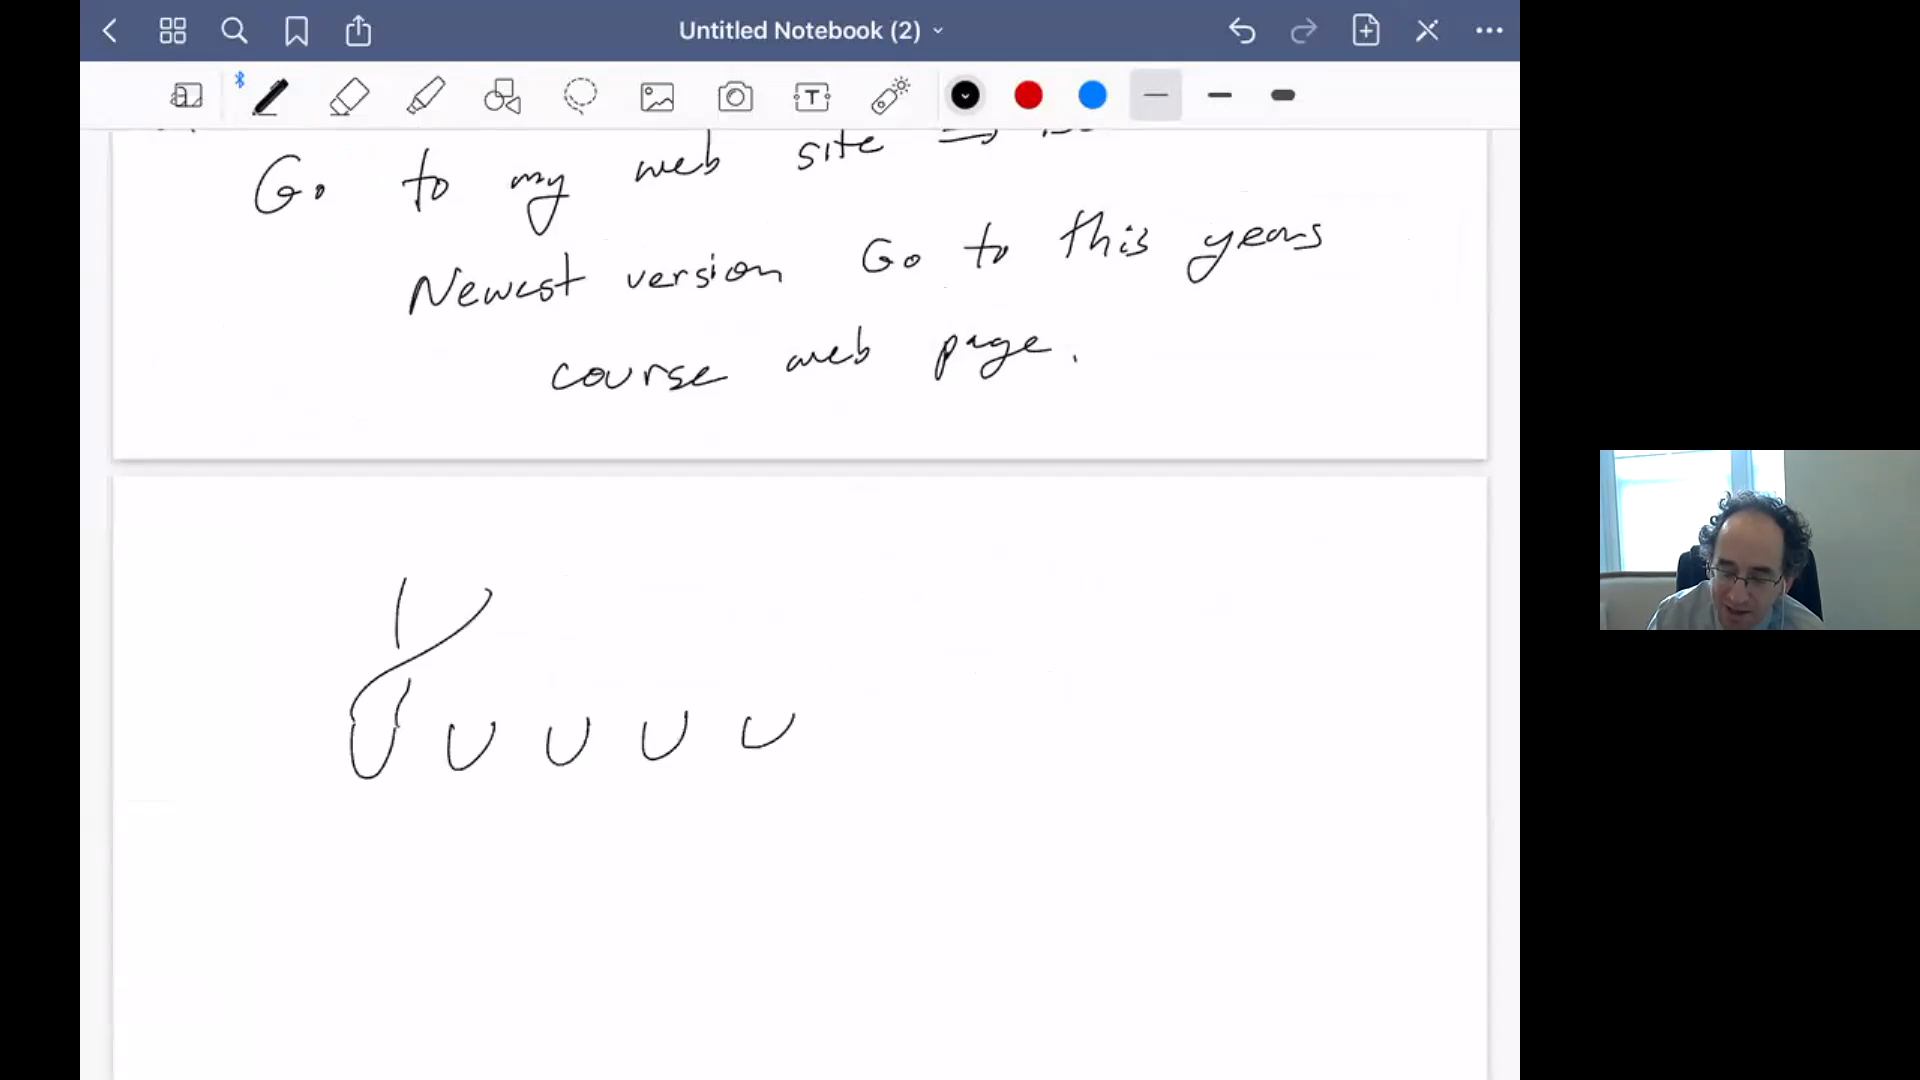 Untitled Notebook (2)
T
Go to my web site ⇒
Newest version Go to this years
course web page.